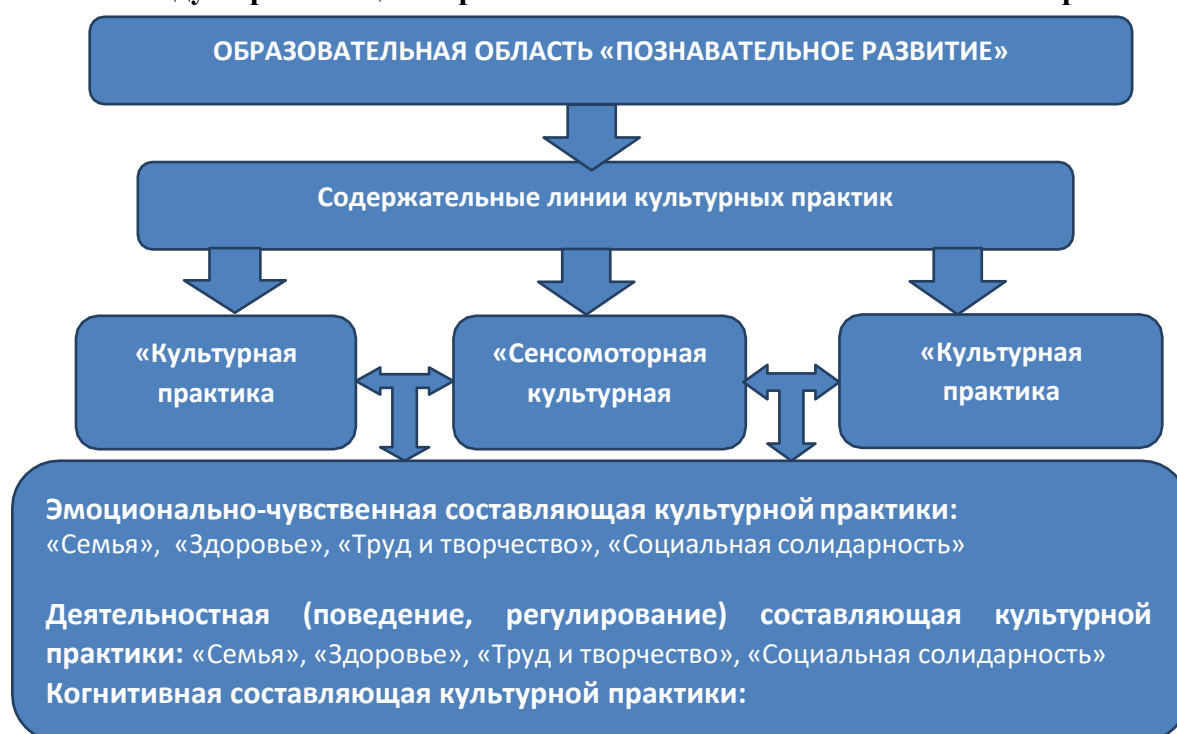 ОБРАЗОВАТЕЛЬНАЯ ОБЛАСТЬ «ПОЗНАВАТЕЛЬНОЕ РАЗВИТИЕ»
Содержательные линии культурных практик
«Культурная
практика
«Сенсомоторная
культурная
«Культурная
практика
Эмоционально-чувственная составляющая культурной практики:
«Семья», «Здоровье», «Труд и творчество», «Социальная солидарность»
Деятельностная (поведение, регулирование) составляющая культурной
практики: «Семья», «Здоровье», «Труд и творчество», «Социальная солидарность»
Когнитивная составляющая культурной практики: